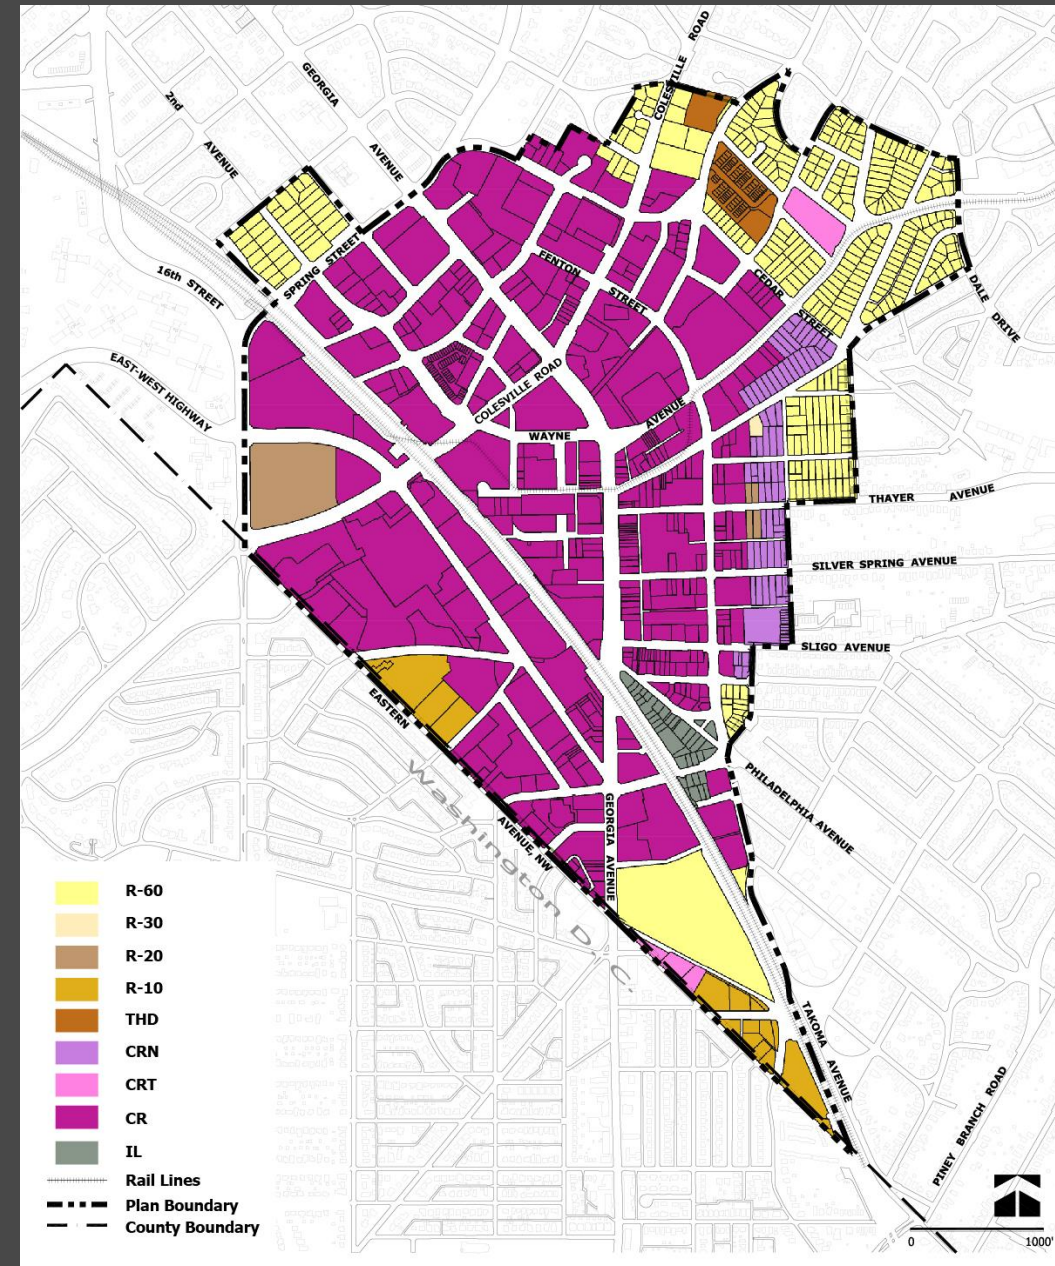 COLESVILLE ROAD
GEORGIA AVENUE
2nd AVENUE
SPRING STREET
16th STREET
EAST-WEST HIGHWAY
FENTON STREET
CEDAR STREET
DALE DRIVE
COLESVILLE ROAD
WAYNE AVENUE
THAYER AVENUE
SILVER SPRING AVENUE
SLIGO AVENUE
EASTERN AVENUE, NW
Washington D.C.
GEORGIA AVENUE
PHILADELPHIA AVENUE
TAKOMA AVENUE
PINEY BRANCH ROAD
R-60
R-30
R-20
R-10
THD
CRN
CRT
CR
IL
Rail Lines
Plan Boundary
County Boundary
0 1000'